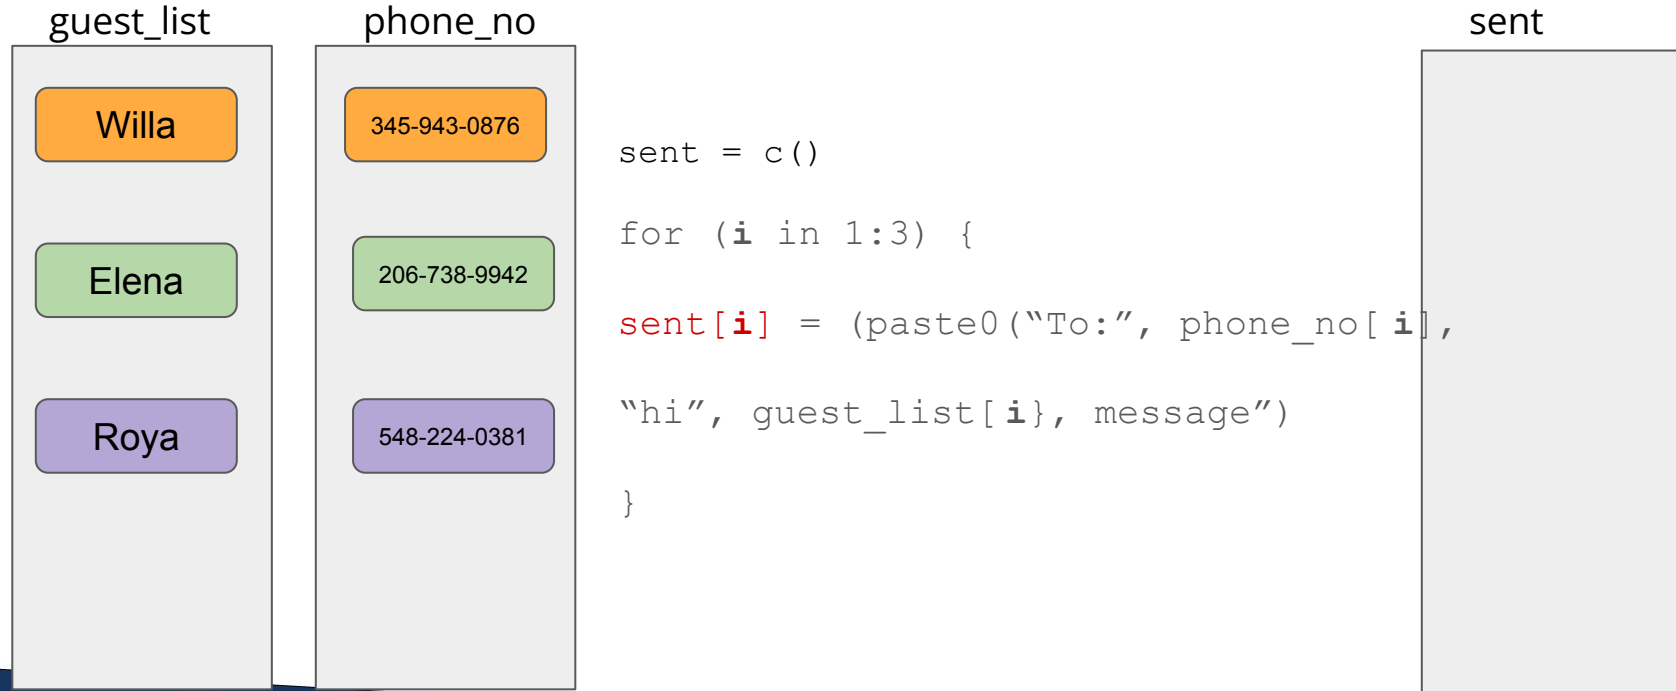 guest_list
phone_no
sent
Willa
345-943-0876
Elena
206-738-9942
Roya
548-224-0381
sent = c()
for (i in 1:3) {
sent[i] = (paste0(“To:”, phone_no[ i],
“hi”, guest_list[ i}, message”)
}